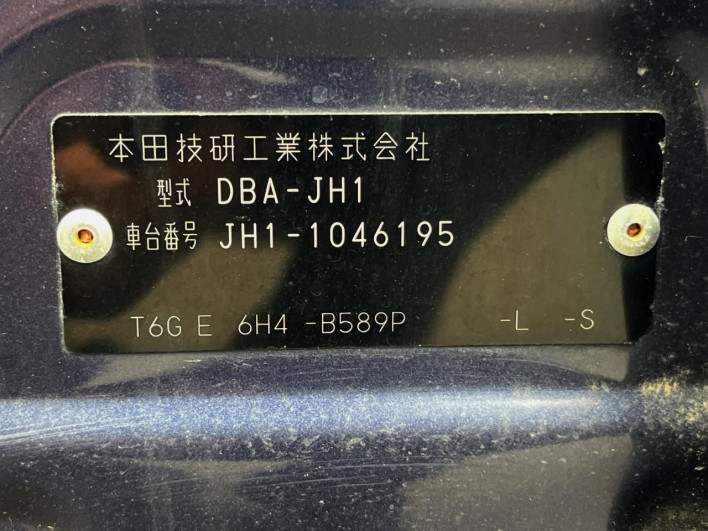 本田技研工業株式会社
型式 DBA-JH1
車台番号 JH1-1046195
T6G E 6H4 -B589P -L -S